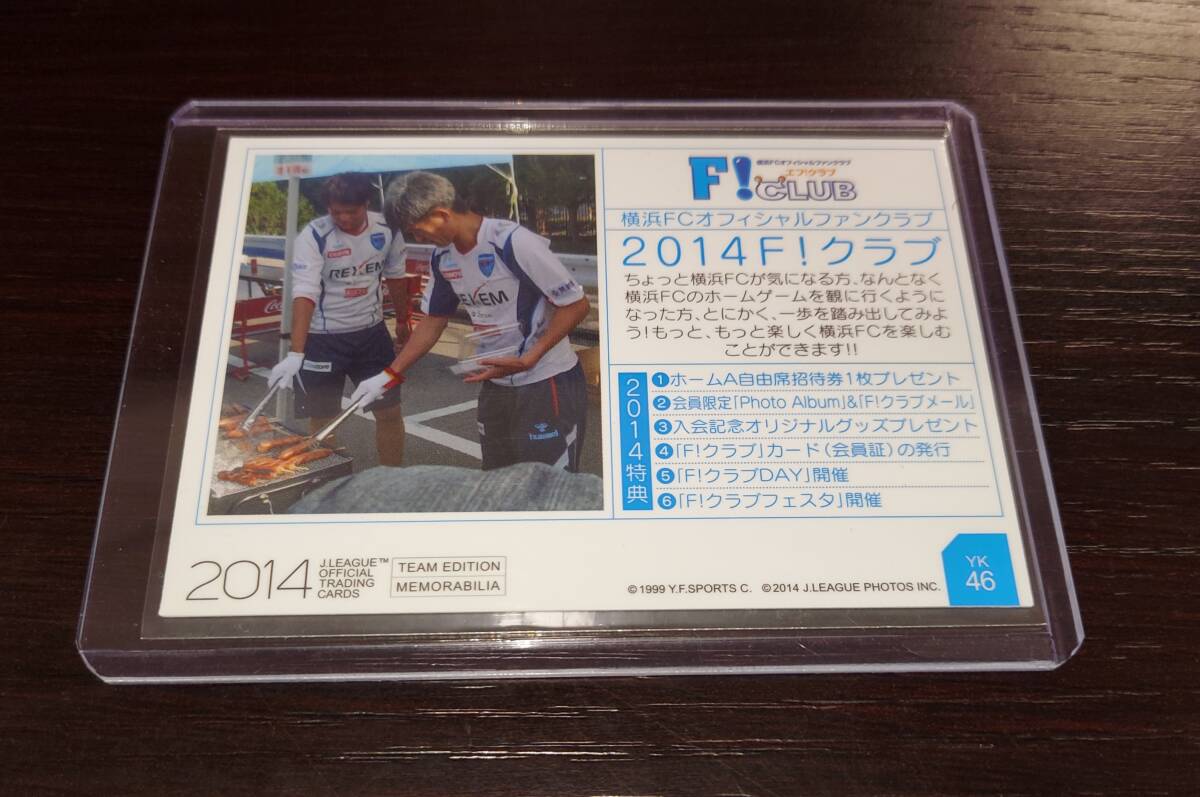 F!CLUB
横浜FCオフィシャルファンクラブ
エフ!クラブ
横浜FCオフィシャルファンクラブ
2014F!クラブ
ちょっと横浜FCが気になる方、なんとなく
横浜FCのホームゲームを観に行くように
なった方、とにかく、一歩を踏み出してみよ
う!もっと、もっと楽しく横浜FCを楽しむ
ことができます!!
2014特典
❶ホームA自由席招待券1枚プレゼント
❷会員限定「Photo Album」&「F!クラブメール」
❸入会記念オリジナルグッズプレゼント
❹「F!クラブ」カード(会員証)の発行
❺「F!クラブDAY」開催
❻「F!クラブフェスタ」開催
REXEM
REXEM
hummel
2014
J.LEAGUE™
OFFICIAL
TRADING
CARDS
TEAM EDITION
MEMORABILIA
©1999 Y.F.SPORTS C. ©2014 J.LEAGUE PHOTOS INC.
YK
46